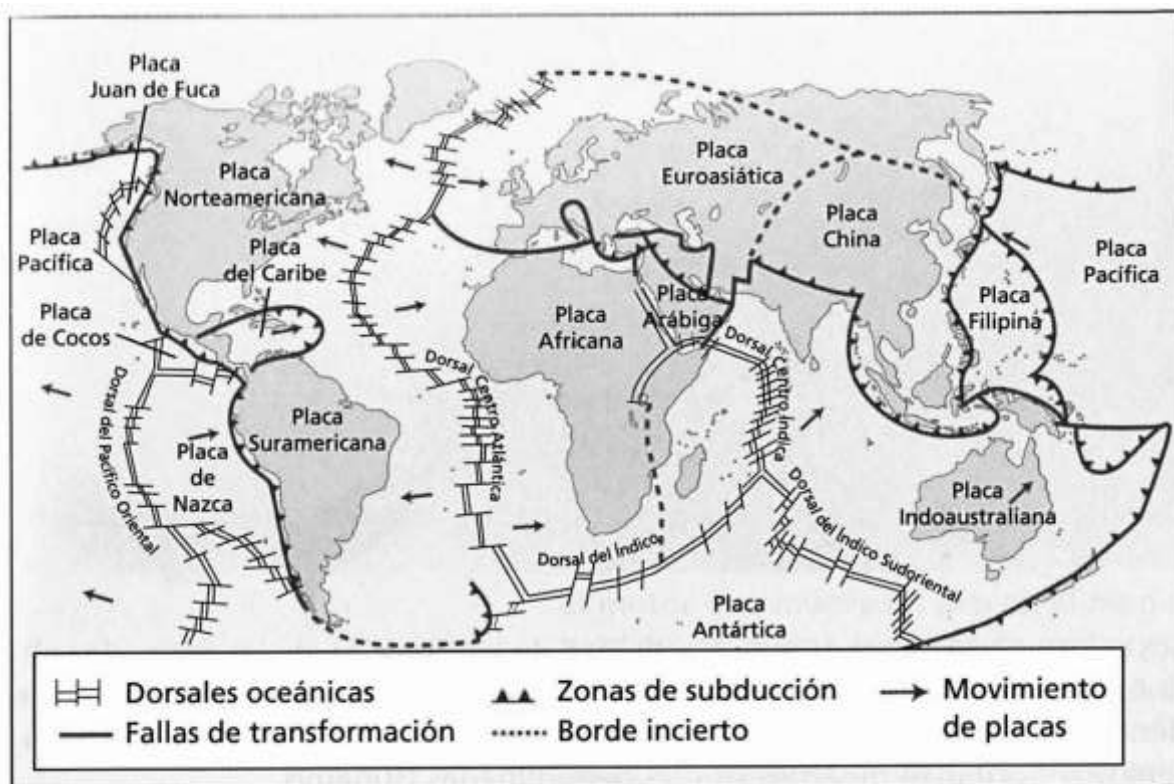 Placa
Juan de Fuca
Placa
Norteamericana
Placa
Euroasiática
Placa
China
Placa
Pacífica
Placa
del Caribe
Placa
Pacífica
Placa
de Cocos
Placa
Africana
Placa
Arábiga
Placa
Filipina
Dorsal del Pacífico Oriental
Placa
Suramericana
Placa
de
Nazca
Dorsal Centro Atlántica
Dorsal Centro Índica
Dorsal del Índico
Dorsal del Índico Sudoriental
Placa
Indoaustraliana
Placa
Antártica
Dorsales oceánicas
Zonas de subducción
Movimiento
de placas
Fallas de transformación
Borde incierto